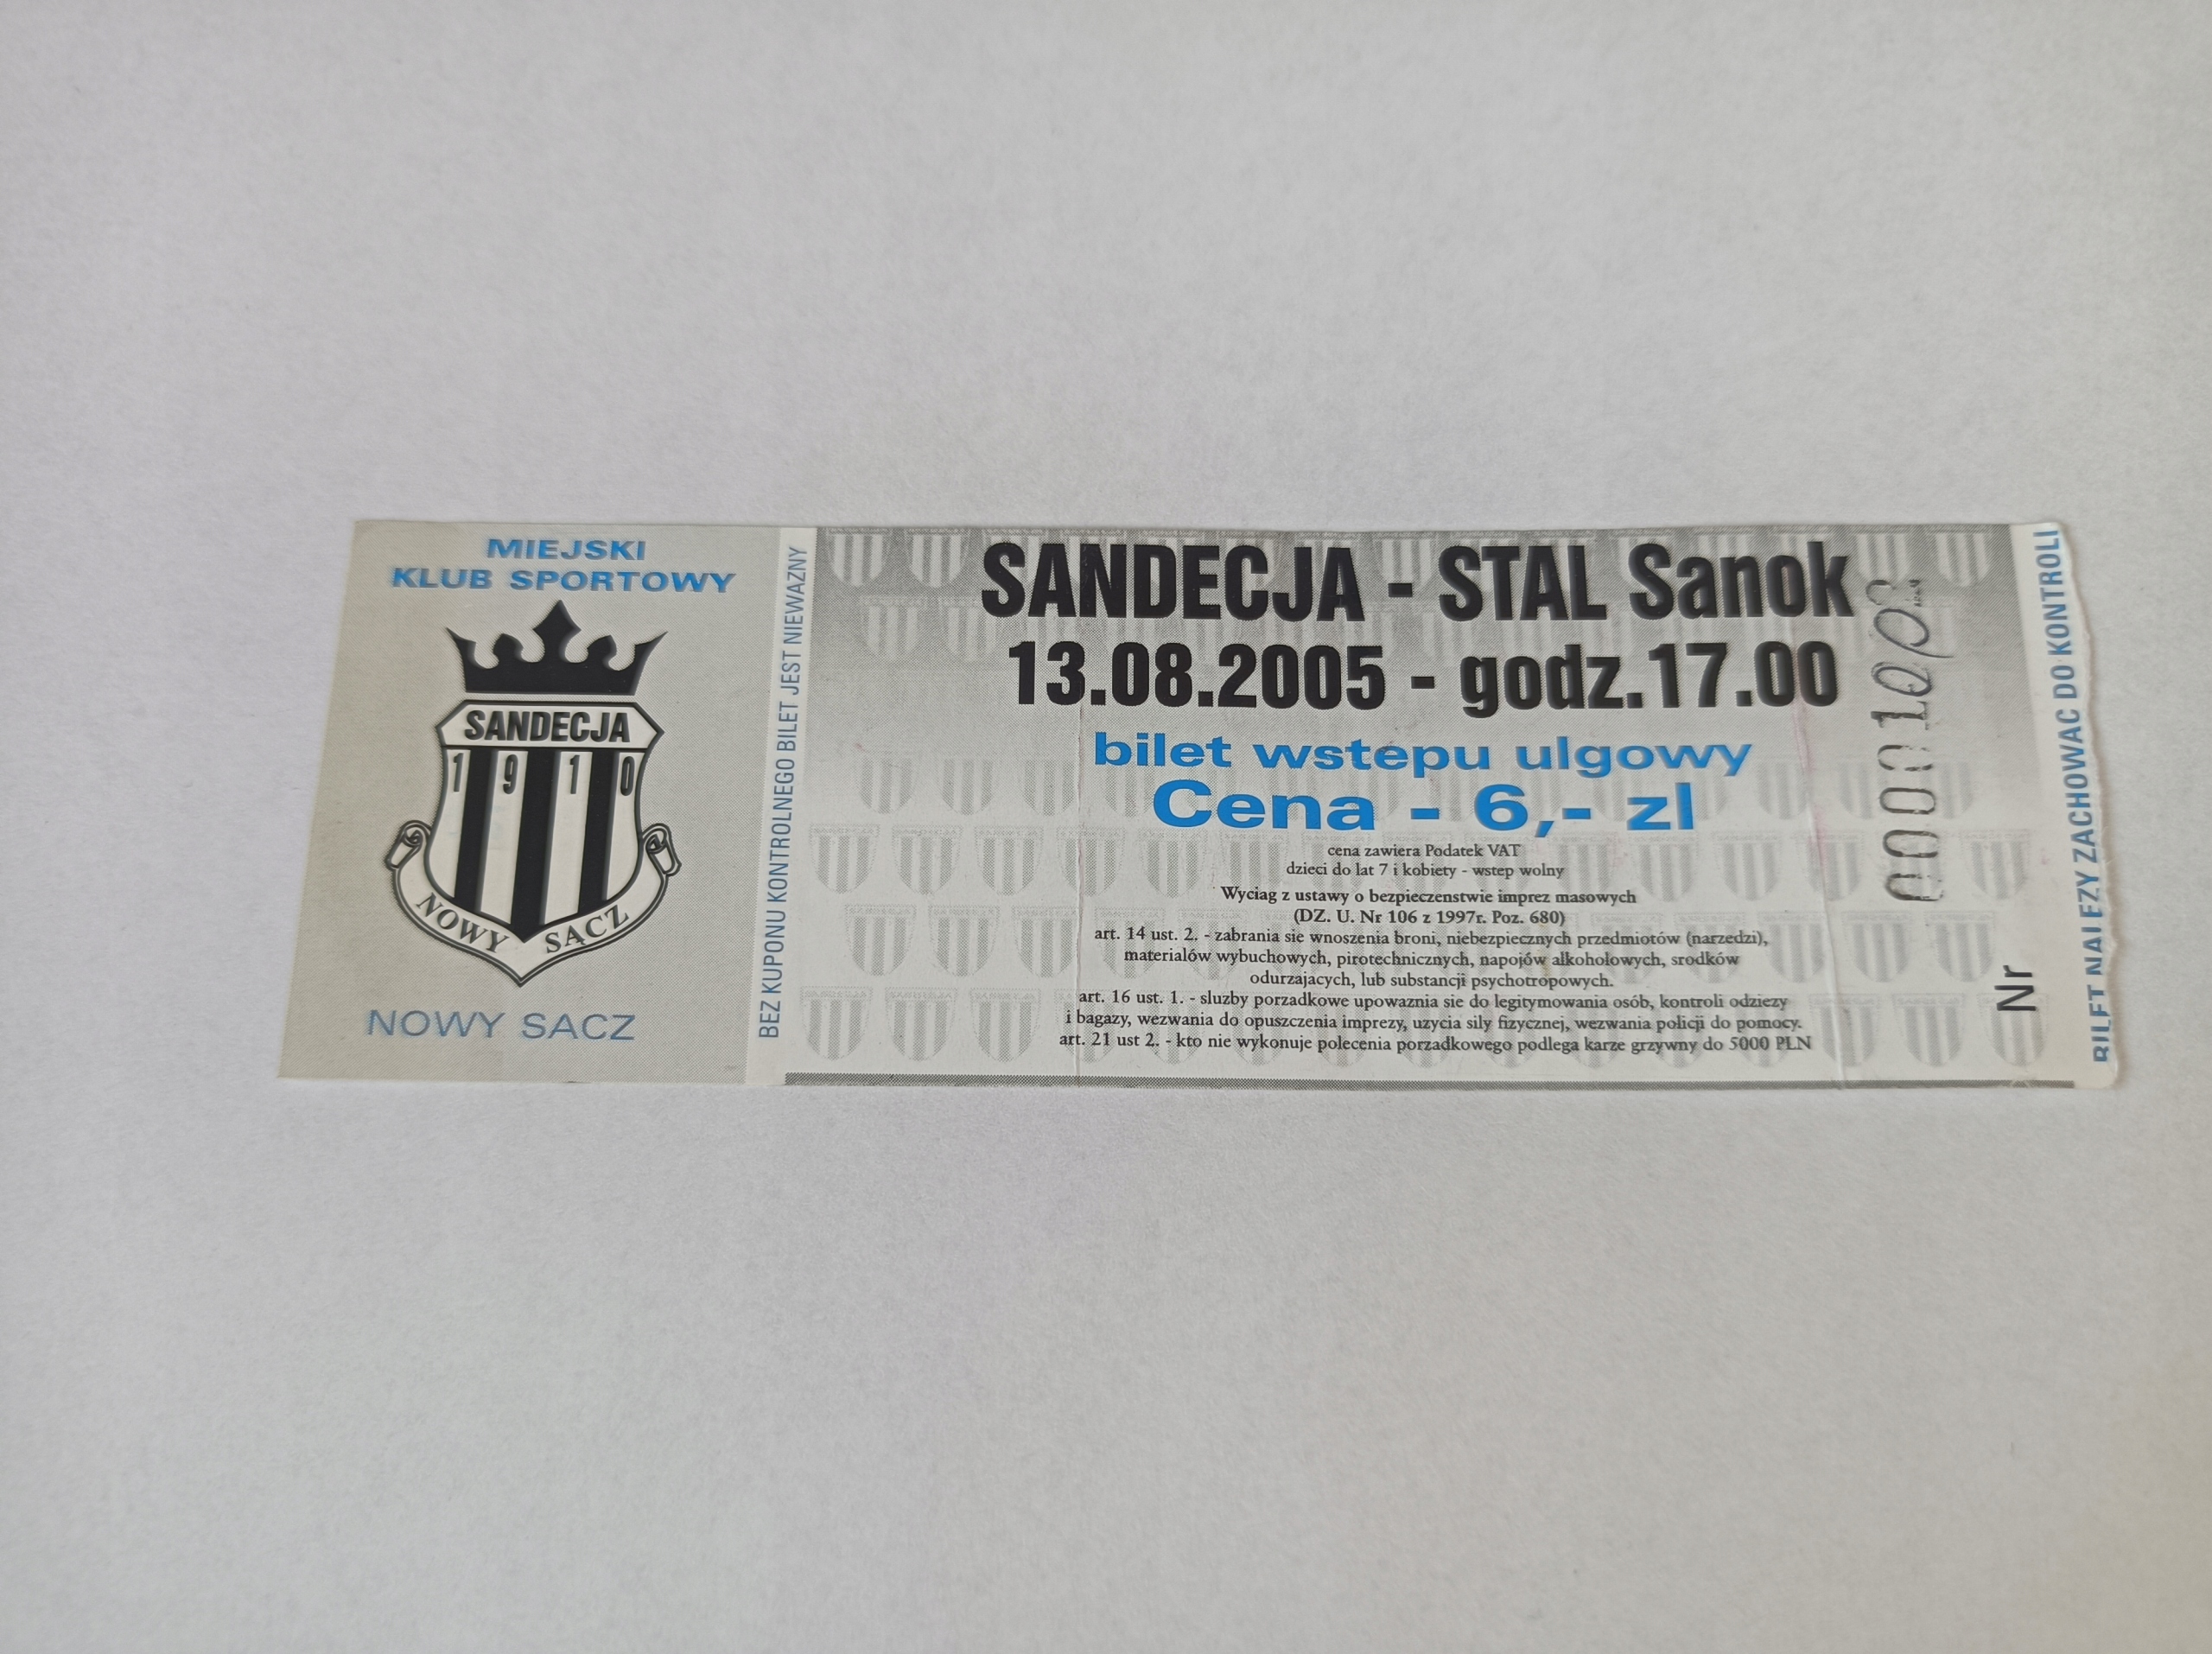 MIEJSKI
KLUB SPORTOWY
SANDECJA
1 9 1 0
NOWY SĄCZ
NOWY SACZ
BEZ KUPONU KONTROLNEGO BILET JEST NIEWAZNY
SANDECJA - STAL Sanok
13.08.2005 - godz.17.00
bilet wstepu ulgowy
Cena - 6,- zl
cena zawiera Podatek VAT
dzieci do lat 7 i kobiety - wstep wolny
Wyciag z ustawy o bezpieczenstwie imprez masowych
(DZ. U. Nr 106 z 1997r. Poz. 680)
art. 14 ust. 2. - zabrania sie wnoszenia broni, niebezpiecznych przedmiotów (narzedzi),
materialów wybuchowych, pirotechnicznych, napojów alkoholowych, srodków
odurzajacych, lub substancji psychotropowych.
art. 16 ust. 1. - sluzby porzadkowe upowaznia sie do legitymowania osób, kontroli odziezy
i bagazy, wezwania do opuszczenia imprezy, uzycia sily fizycznej, wezwania policji do pomocy.
art. 21 ust 2. - kto nie wykonuje polecenia porzadkowego podlega karze grzywny do 5000 PLN
Nr
BILET NALEZY ZACHOWAC DO KONTROLI